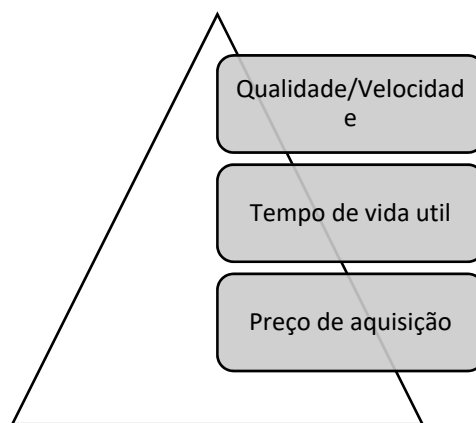 Qualidade/Velocidad
e
Tempo de vida util
Preço de aquisição